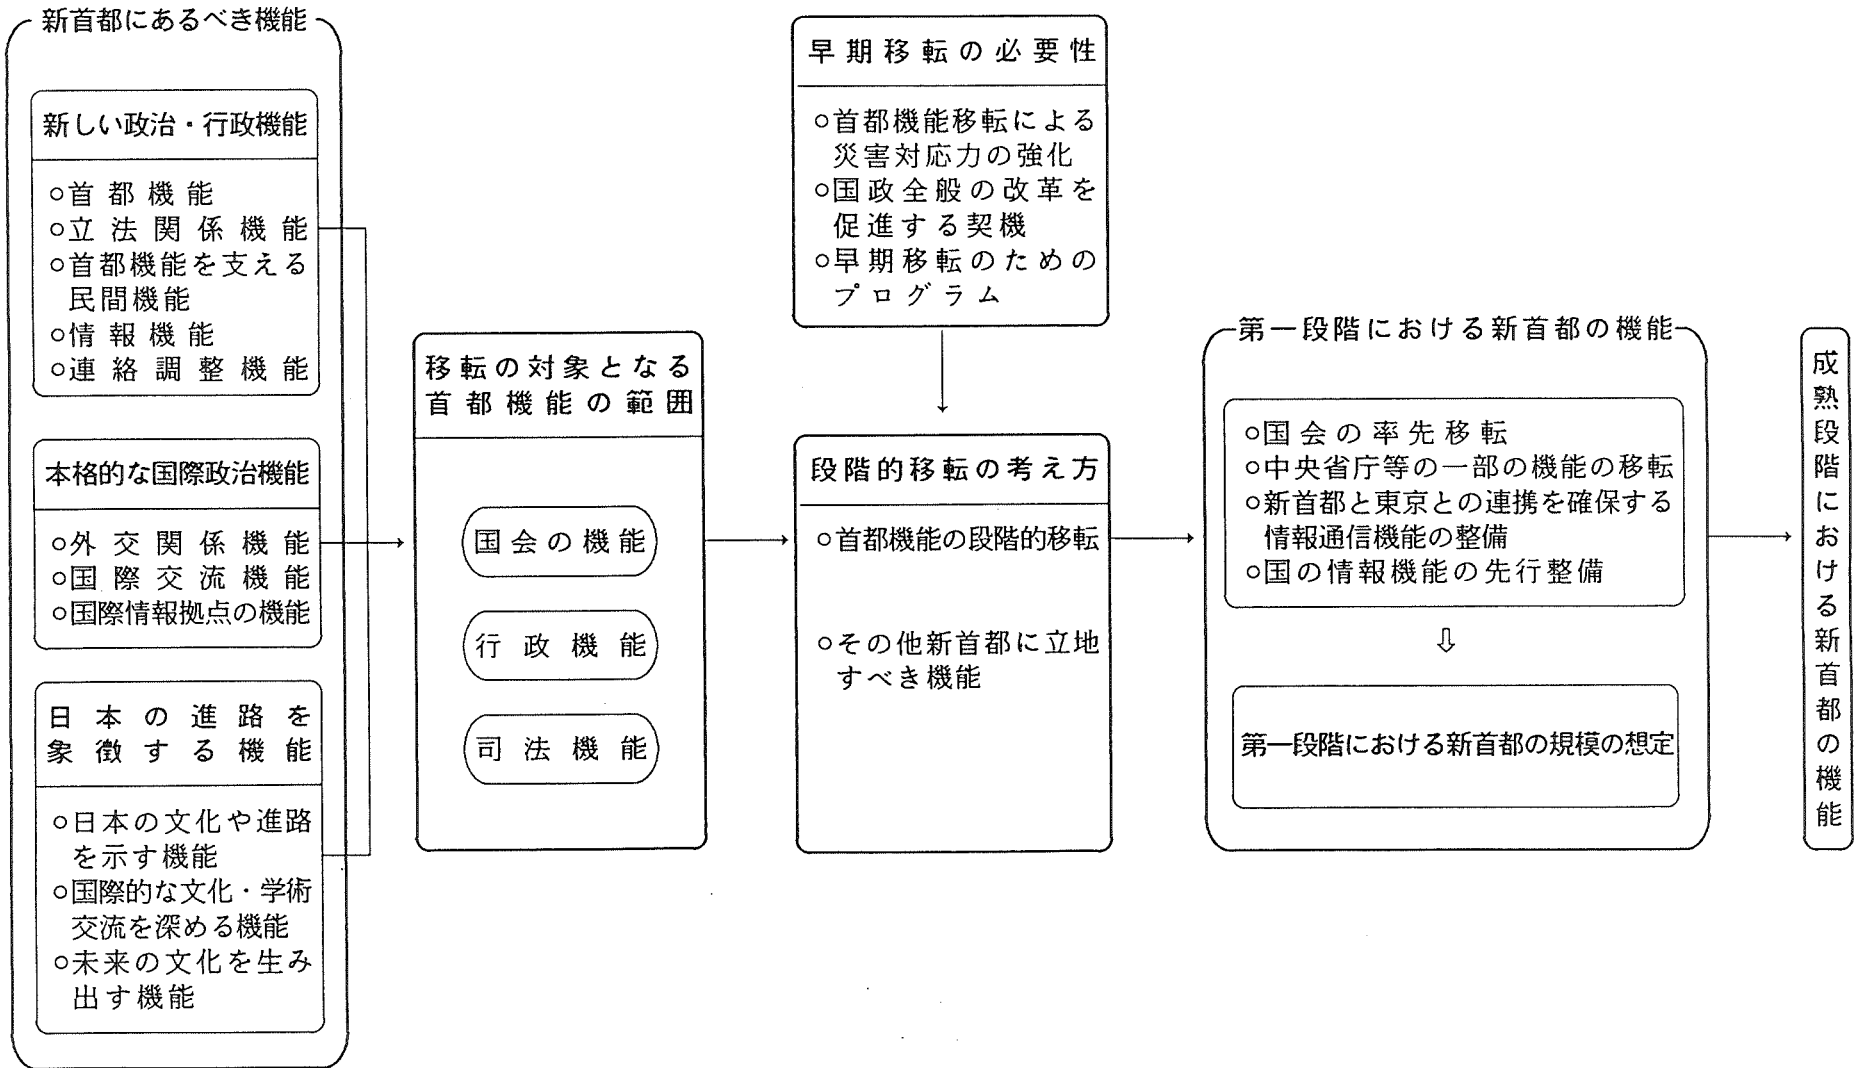 新首都にあるべき機能
新しい政治・行政機能
○首都機能
○立法関係機能
○首都機能を支える
民間機能
○情報機能
○連絡調整機能
本格的な国際政治機能
○外交関係機能
○国際交流機能
○国際情報拠点の機能
日本の進路を
象徴する機能
○日本の文化や進路
を示す機能
○国際的な文化・学術
交流を深める機能
○未来の文化を生み
出す機能
移転の対象となる
首都機能の範囲
国会の機能
行政機能
司法機能
早期移転の必要性
○首都機能移転による
災害対応力の強化
○国政全般の改革を
促進する契機
○早期移転のための
プログラム
段階的移転の考え方
○首都機能の段階的移転
○その他新首都に立地
すべき機能
第一段階における新首都の機能
○国会の率先移転
○中央省庁等の一部の機能の移転
○新首都と東京との連携を確保する
情報通信機能の整備
○国の情報機能の先行整備
第一段階における新首都の規模の想定
成熟段階における新首都の機能